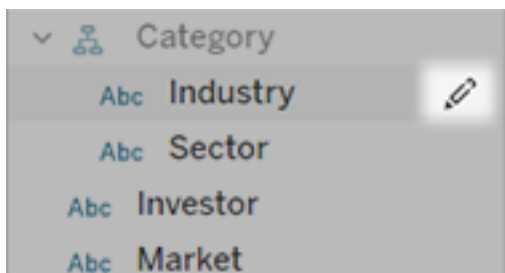 Category
Abc Industry
Abc Sector
Abc Investor
Abc Market